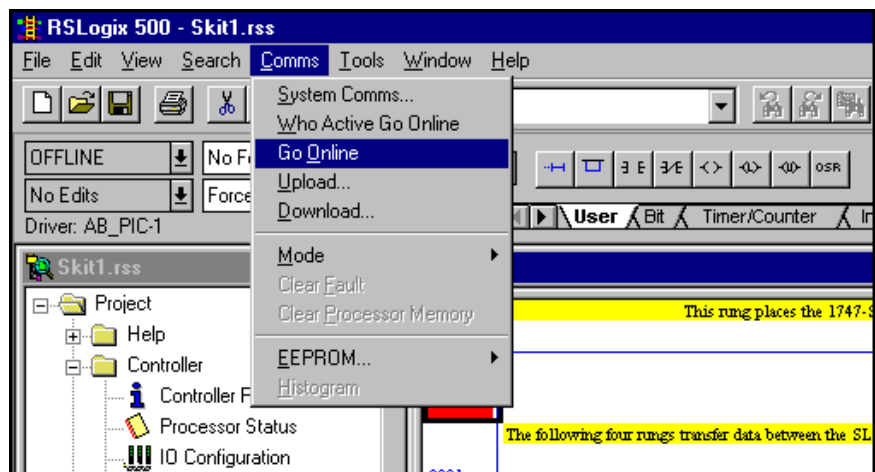 RSLogix 500 - Skit1.rss
File Edit View Search Comms Tools Window Help
System Comms...
Who Active Go Online
Go Online
Upload...
Download...
Mode
Clear Fault
Clear Processor Memory
EEPROM...
Histogram
OFFLINE
No
No Edits
Force
Driver: AB_PIC-1
OSR
User Bit Timer/Counter
Skit1.rss
Project
Help
Controller
Controller
Processor Status
IO Configuration
This rung places the 1747-
The following four rungs transfer data between the SL